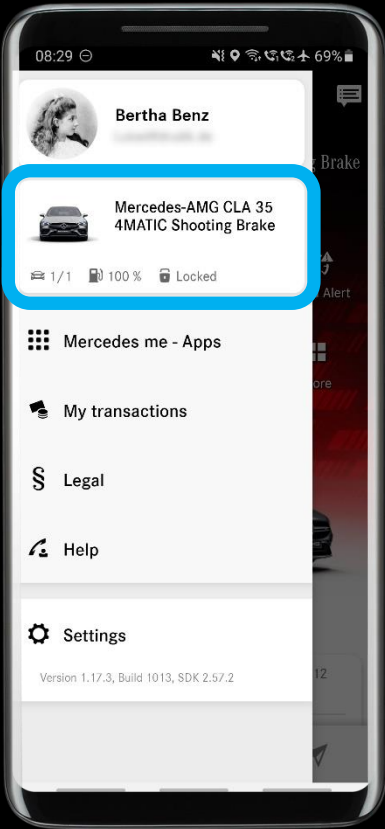 08:29
69%
Bertha Benz
Mercedes-AMG CLA 35
4MATIC Shooting Brake
1/1 100 % Locked
Brake
Alert
Mercedes me - Apps
My transactions
§ Legal
Help
Settings
Version 1.17.3, Build 1013, SDK 2.57.2
12